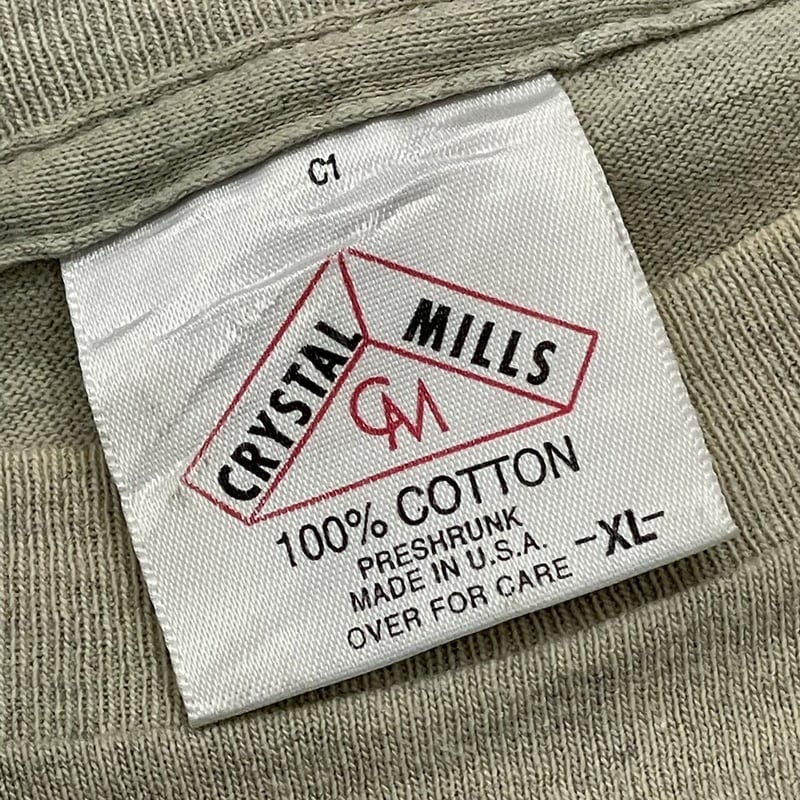 C1
CRYSTAL MILLS
CM
100% COTTON
PRESHRUNK
MADE IN U.S.A. -XL-
OVER FOR CARE